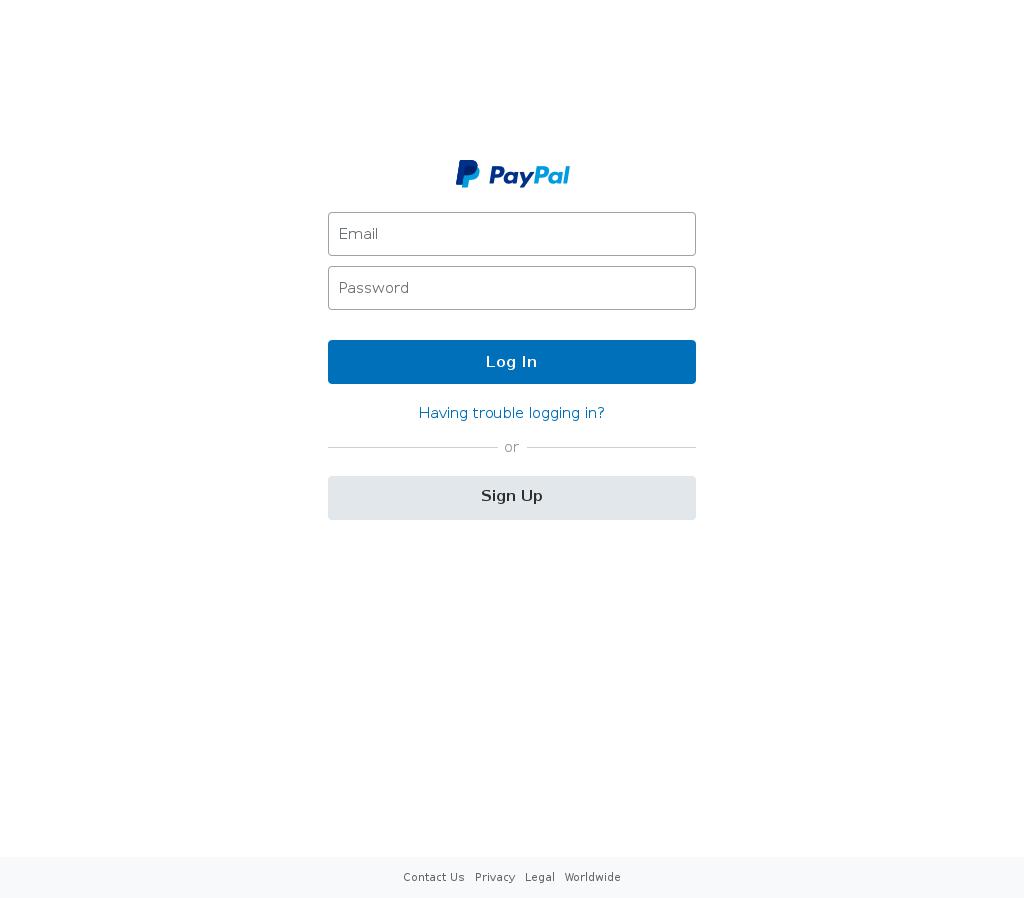 PayPal
Email
Password
Log In
Having trouble logging in?
or
Sign Up
Contact Us Privacy Legal Worldwide